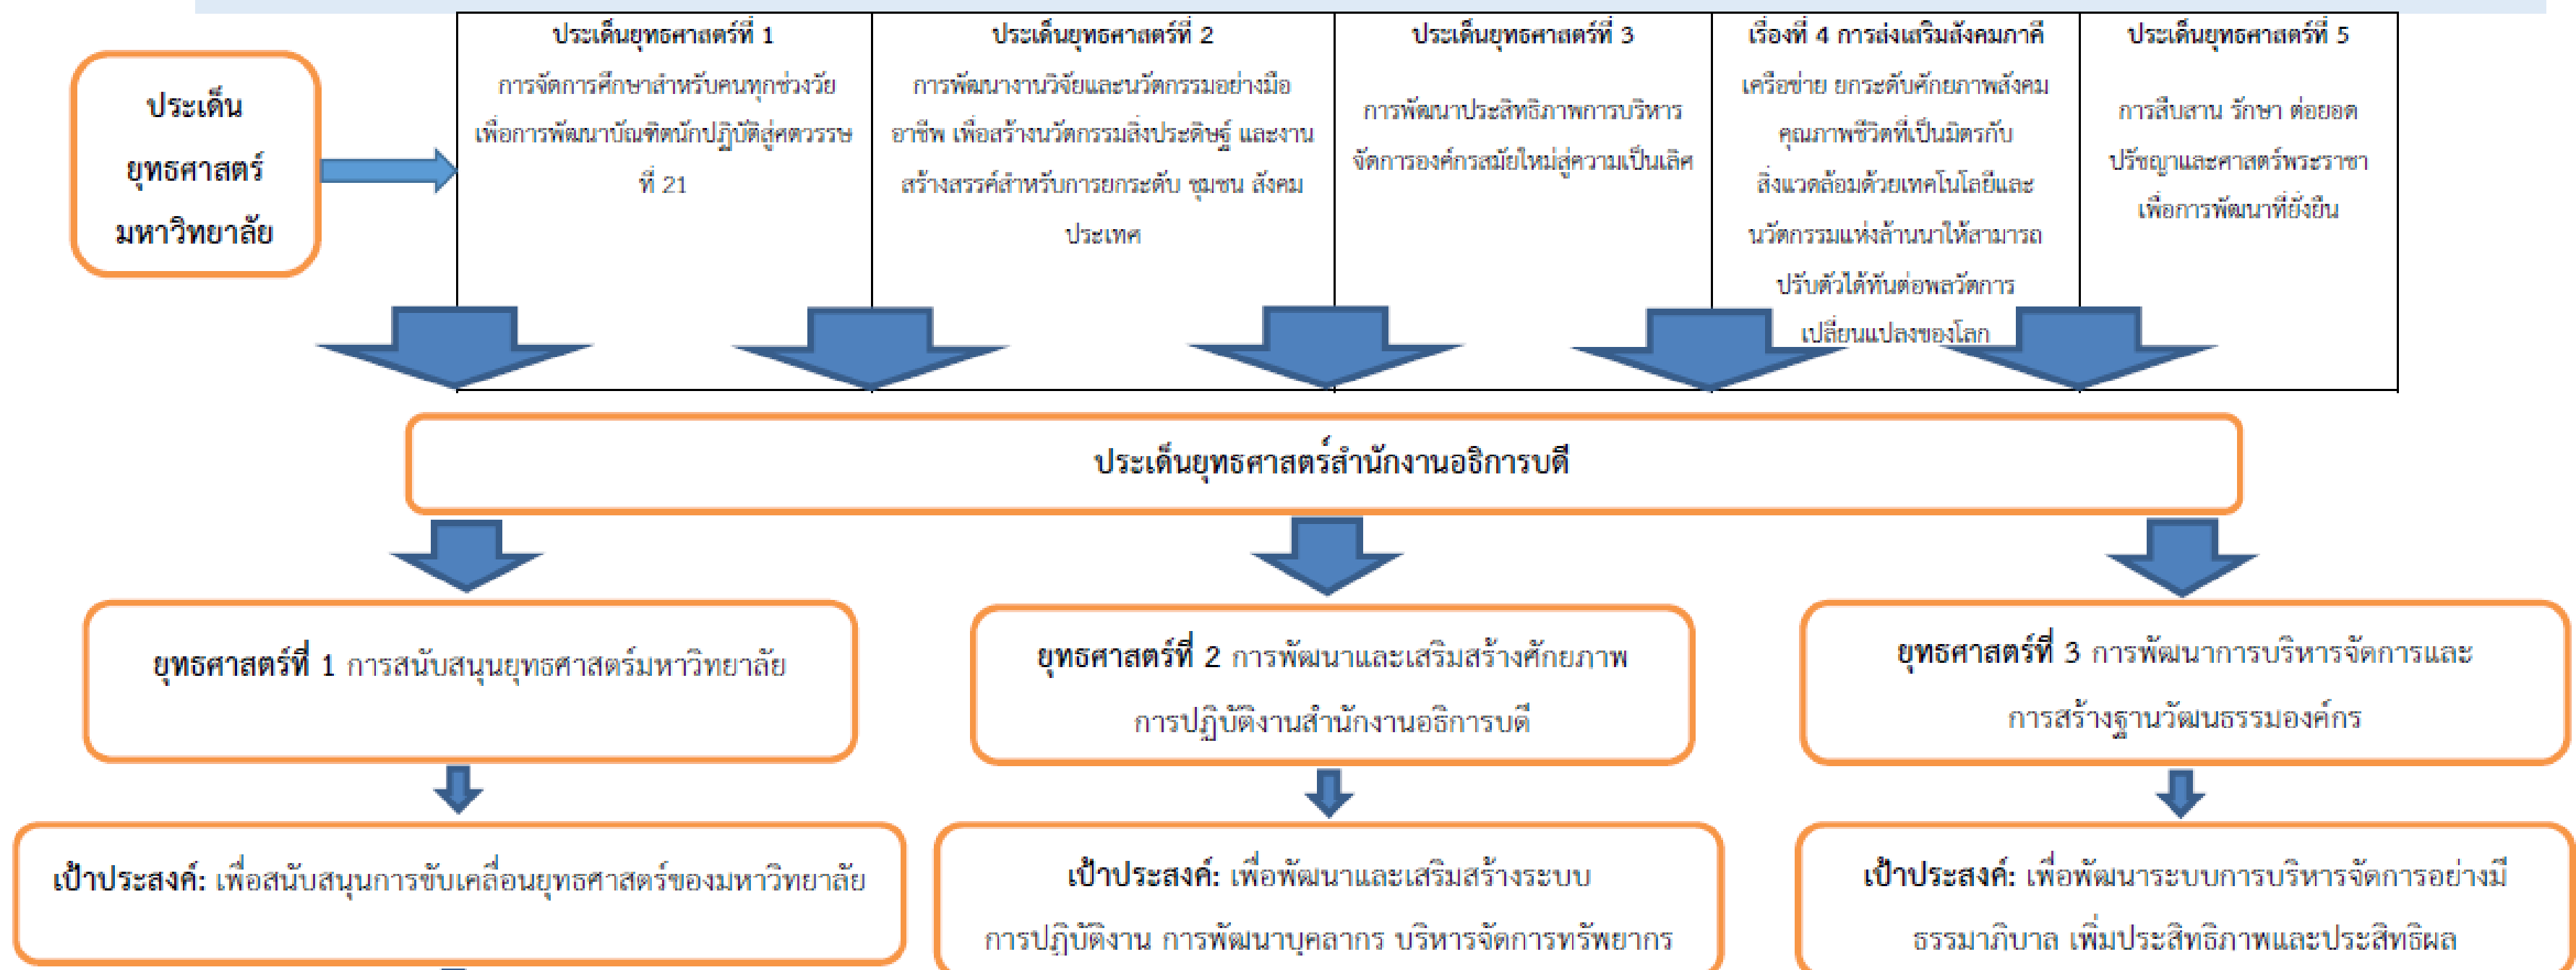 ประเด็น
ยุทธศาสตร์
มหาวิทยาลัย
ประเด็นยุทธศาสตร์ที่ 1
การจัดการศึกษาสำหรับคนทุกช่วงวัย
เพื่อการพัฒนาบัณฑิตนักปฏิบัติสู่ศตวรรษ
ที่ 21
ประเด็นยุทธศาสตร์ที่ 2
การพัฒนางานวิจัยและนวัตกรรมอย่างมือ
อาชีพ เพื่อสร้างนวัตกรรมสิ่งประดิษฐ์ และงาน
สร้างสรรค์สำหรับการยกระดับ ชุมชน สังคม
ประเทศ
ประเด็นยุทธศาสตร์ที่ 3
การพัฒนาประสิทธิภาพการบริหาร
จัดการองค์กรสมัยใหม่สู่ความเป็นเลิศ
เรื่องที่ 4 การส่งเสริมสังคมภาคี
เครือข่าย ยกระดับศักยภาพสังคม
คุณภาพชีวิตที่เป็นมิตรกับ
สิ่งแวดล้อมด้วยเทคโนโลยีและ
นวัตกรรมแห่งล้านนาให้สามารถ
ปรับตัวได้ทันต่อพลวัตการ
เปลี่ยนแปลงของโลก
ประเด็นยุทธศาสตร์ที่ 5
การสืบสาน รักษา ต่อยอด
ปรัชญาและศาสตร์พระราชา
เพื่อการพัฒนาที่ยั่งยืน
ประเด็นยุทธศาสตร์สำนักงานอธิการบดี
ยุทธศาสตร์ที่ 1 การสนับสนุนยุทธศาสตร์มหาวิทยาลัย
ยุทธศาสตร์ที่ 2 การพัฒนาและเสริมสร้างศักยภาพ
การปฏิบัติงานสำนักงานอธิการบดี
ยุทธศาสตร์ที่ 3 การพัฒนาการบริหารจัดการและ
การสร้างฐานวัฒนธรรมองค์กร
เป้าประสงค์: เพื่อสนับสนุนการขับเคลื่อนยุทธศาสตร์ของมหาวิทยาลัย
เป้าประสงค์: เพื่อพัฒนาและเสริมสร้างระบบ
การปฏิบัติงาน การพัฒนาบุคลากร บริหารจัดการทรัพยากร
เป้าประสงค์: เพื่อพัฒนาระบบการบริหารจัดการอย่างมี
ธรรมาภิบาล เพิ่มประสิทธิภาพและประสิทธิผล